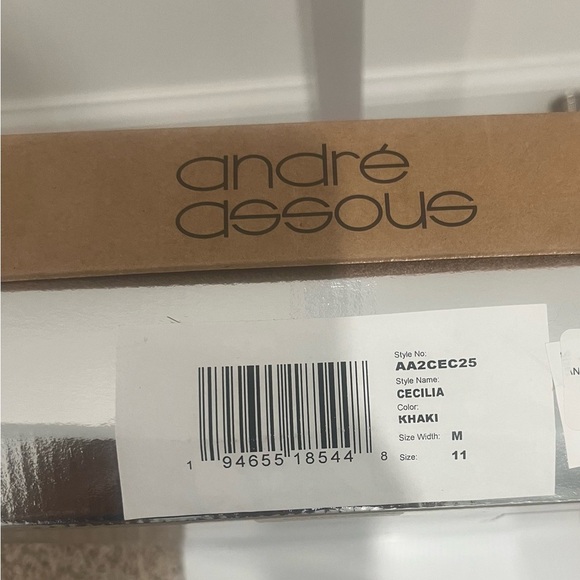 andré
assous
Style No:
AA2CEC25
Style Name:
CECILIA
Color:
KHAKI
Size Width: M
Size: 11
1 94655 18544 8